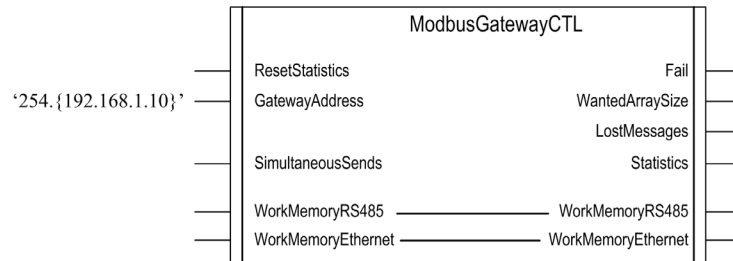 ModbusGatewayCTL
ResetStatistics Fail
‘254.{192.168.1.10}’ GatewayAddress WantedArraySize
LostMessages
SimultaneousSends Statistics
WorkMemoryRS485 WorkMemoryRS485
WorkMemoryEthernet WorkMemoryEthernet